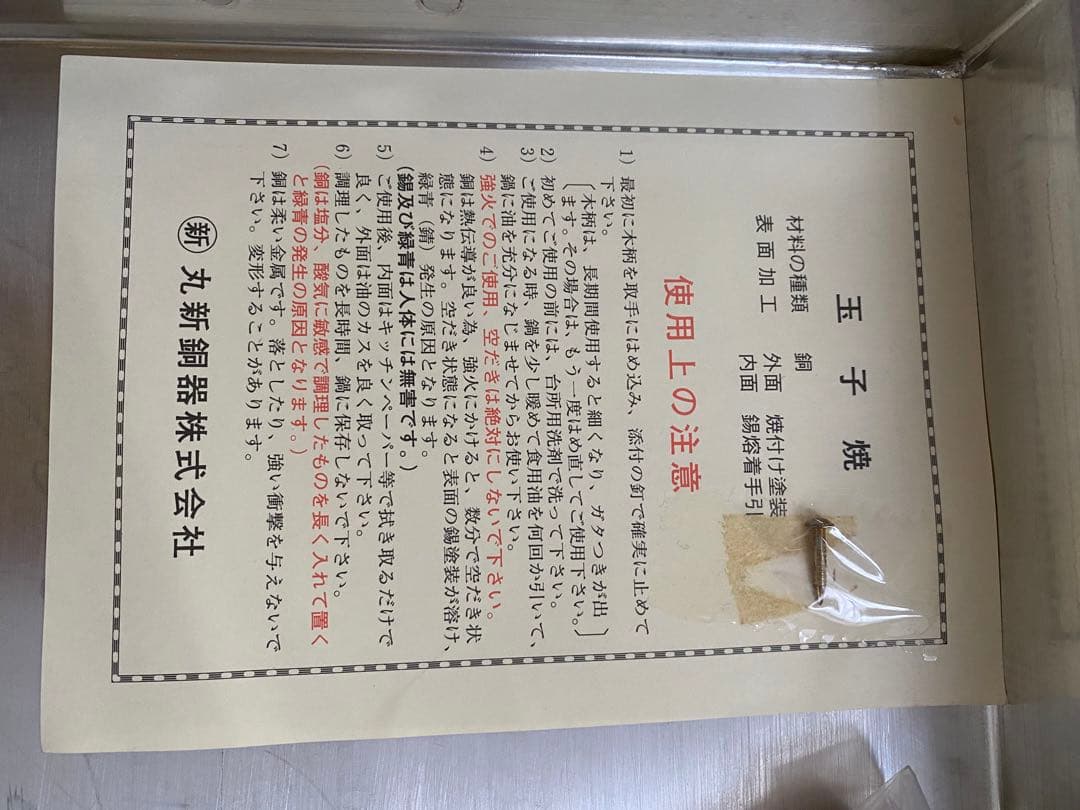 玉子焼
材料の種類 銅
表面加工 外面 焼付け塗装
内面 錫熔着手引
使用上の注意
1) 最初に木柄を取手にはめ込み、添付の釘で確実に止めて
下さい。
〔木柄は、長期間使用すると細くなり、ガタつきが出
ます。その場合は、もう一度はめ直してご使用下さい。〕
2) 初めてご使用の前には、台所用洗剤で洗って下さい。
3) ご使用になる時、鍋を少し暖めて食用油を何回か引いて、
鍋に油を充分になじませてからお使い下さい。
4) 強火でのご使用、空だきは絶対にしないで下さい。
銅は熱伝導が良い為、強火にかけると、数分で空だき状
態になります。空だき状態になると表面の錫塗装が溶け、
緑青（錆）発生の原因となります。
(錫及び緑青は人体には無害です。)
5) ご使用後、内面はキッチンペーパー等で拭き取るだけで
良く、外面は油のカスを良く取って下さい。
6) 調理したものを長時間、鍋に保存しないで下さい。
(銅は塩分、酸気に敏感で調理したものを長く入れて置く
と緑青の発生の原因となります。)
7) 銅は柔い金属です。落としたり、強い衝撃を与えないで
下さい。変形することがあります。
新 丸新銅器株式会社